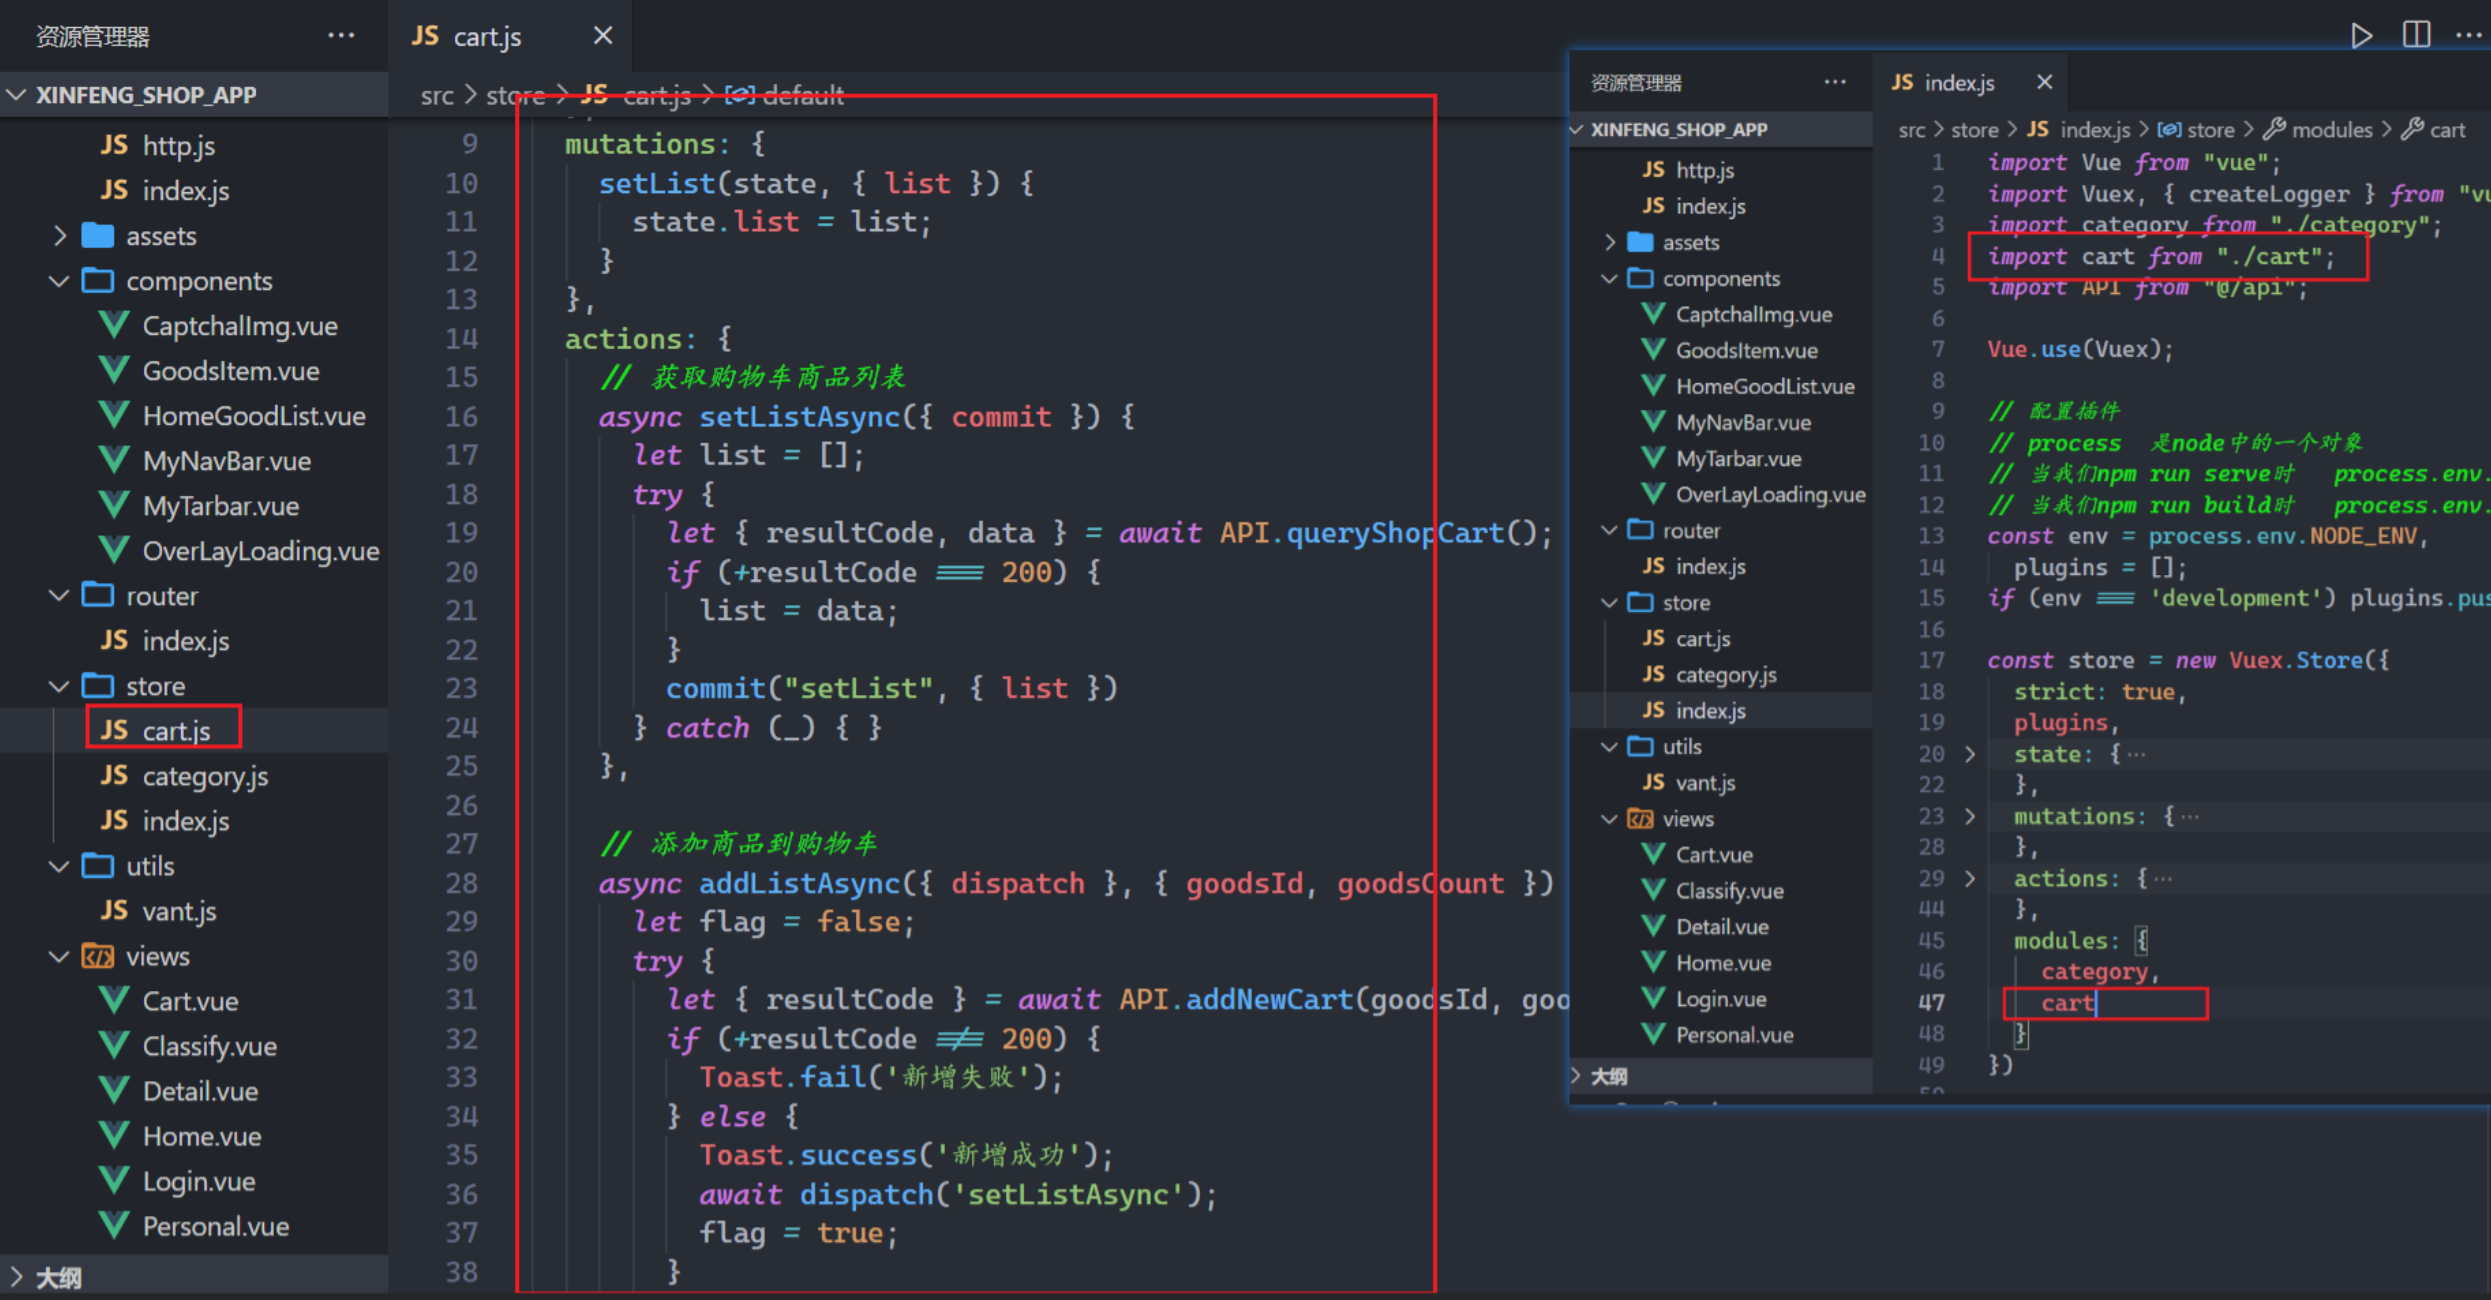 资源管理器 ···
XINFENG_SHOP_APP
JS http.js
JS index.js
assets
components
CaptchalImg.vue
GoodsItem.vue
HomeGoodList.vue
MyNavBar.vue
MyTarbar.vue
OverLayLoading.vue
router
JS index.js
store
JS cart.js
JS category.js
JS index.js
utils
JS vant.js
views
Cart.vue
Classify.vue
Detail.vue
Home.vue
Login.vue
Personal.vue
大纲
JS cart.js
src > store > JS cart.js > default
9 mutations: {
10 setList(state, { list }) {
11 state.list = list;
12 }
13 },
14 actions: {
15 // 获取购物车商品列表
16 async setListAsync({ commit }) {
17 let list = [];
18 try {
19 let { resultCode, data } = await API.queryShopCart();
20 if (+resultCode === 200) {
21 list = data;
22 }
23 commit("setList", { list })
24 } catch (_) { }
25 },
26
27 // 添加商品到购物车
28 async addListAsync({ dispatch }, { goodsId, goodsCount })
29 let flag = false;
30 try {
31 let { resultCode } = await API.addNewCart(goodsId, goo
32 if (+resultCode !== 200) {
33 Toast.fail('新增失败');
34 } else {
35 Toast.success('新增成功');
36 await dispatch('setListAsync');
37 flag = true;
38 }
资源管理器 ···
XINFENG_SHOP_APP
JS http.js
JS index.js
assets
components
CaptchalImg.vue
GoodsItem.vue
HomeGoodList.vue
MyNavBar.vue
MyTarbar.vue
OverLayLoading.vue
router
JS index.js
store
JS cart.js
JS category.js
JS index.js
utils
JS vant.js
views
Cart.vue
Classify.vue
Detail.vue
Home.vue
Login.vue
Personal.vue
大纲
JS index.js
src > store > JS index.js > store > modules > cart
1 import Vue from "vue";
2 import Vuex, { createLogger } from "vu
3 import category from "./category";
4 import cart from "./cart";
5 import API from "@/api";
6
7 Vue.use(Vuex);
8
9 // 配置插件
10 // process 是node中的一个对象
11 // 当我们npm run serve时 process.env.
12 // 当我们npm run build时 process.env.
13 const env = process.env.NODE_ENV,
14 plugins = [];
15 if (env === 'development') plugins.pus
16
17 const store = new Vuex.Store({
18 strict: true,
19 plugins,
20 state: {···
22 },
23 mutations: {···
28 },
29 actions: {···
44 },
45 modules: {
46 category,
47 cart
48 }
49 })